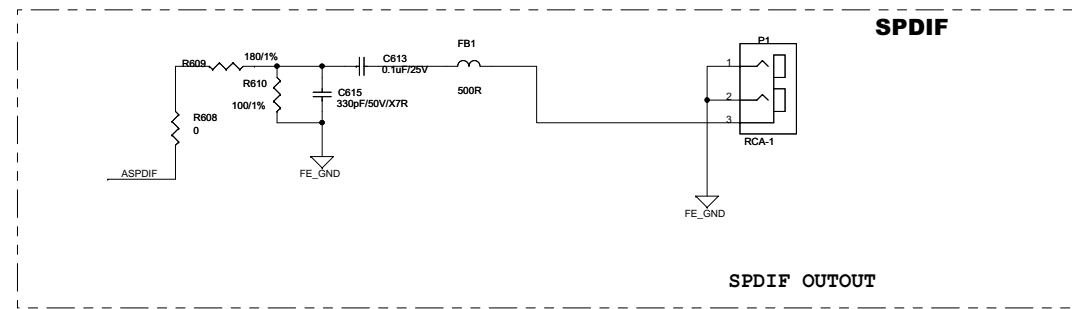 SPDIF
FB1
P1
180/1%
C613
R609
0.1uF/25V
1
R610
C615
500R
330pF/50V/X7R
100/1%
2
R608
0
3
RCA-1
ASPDIF
FE_GND
FE_GND
SPDIF OUTOUT